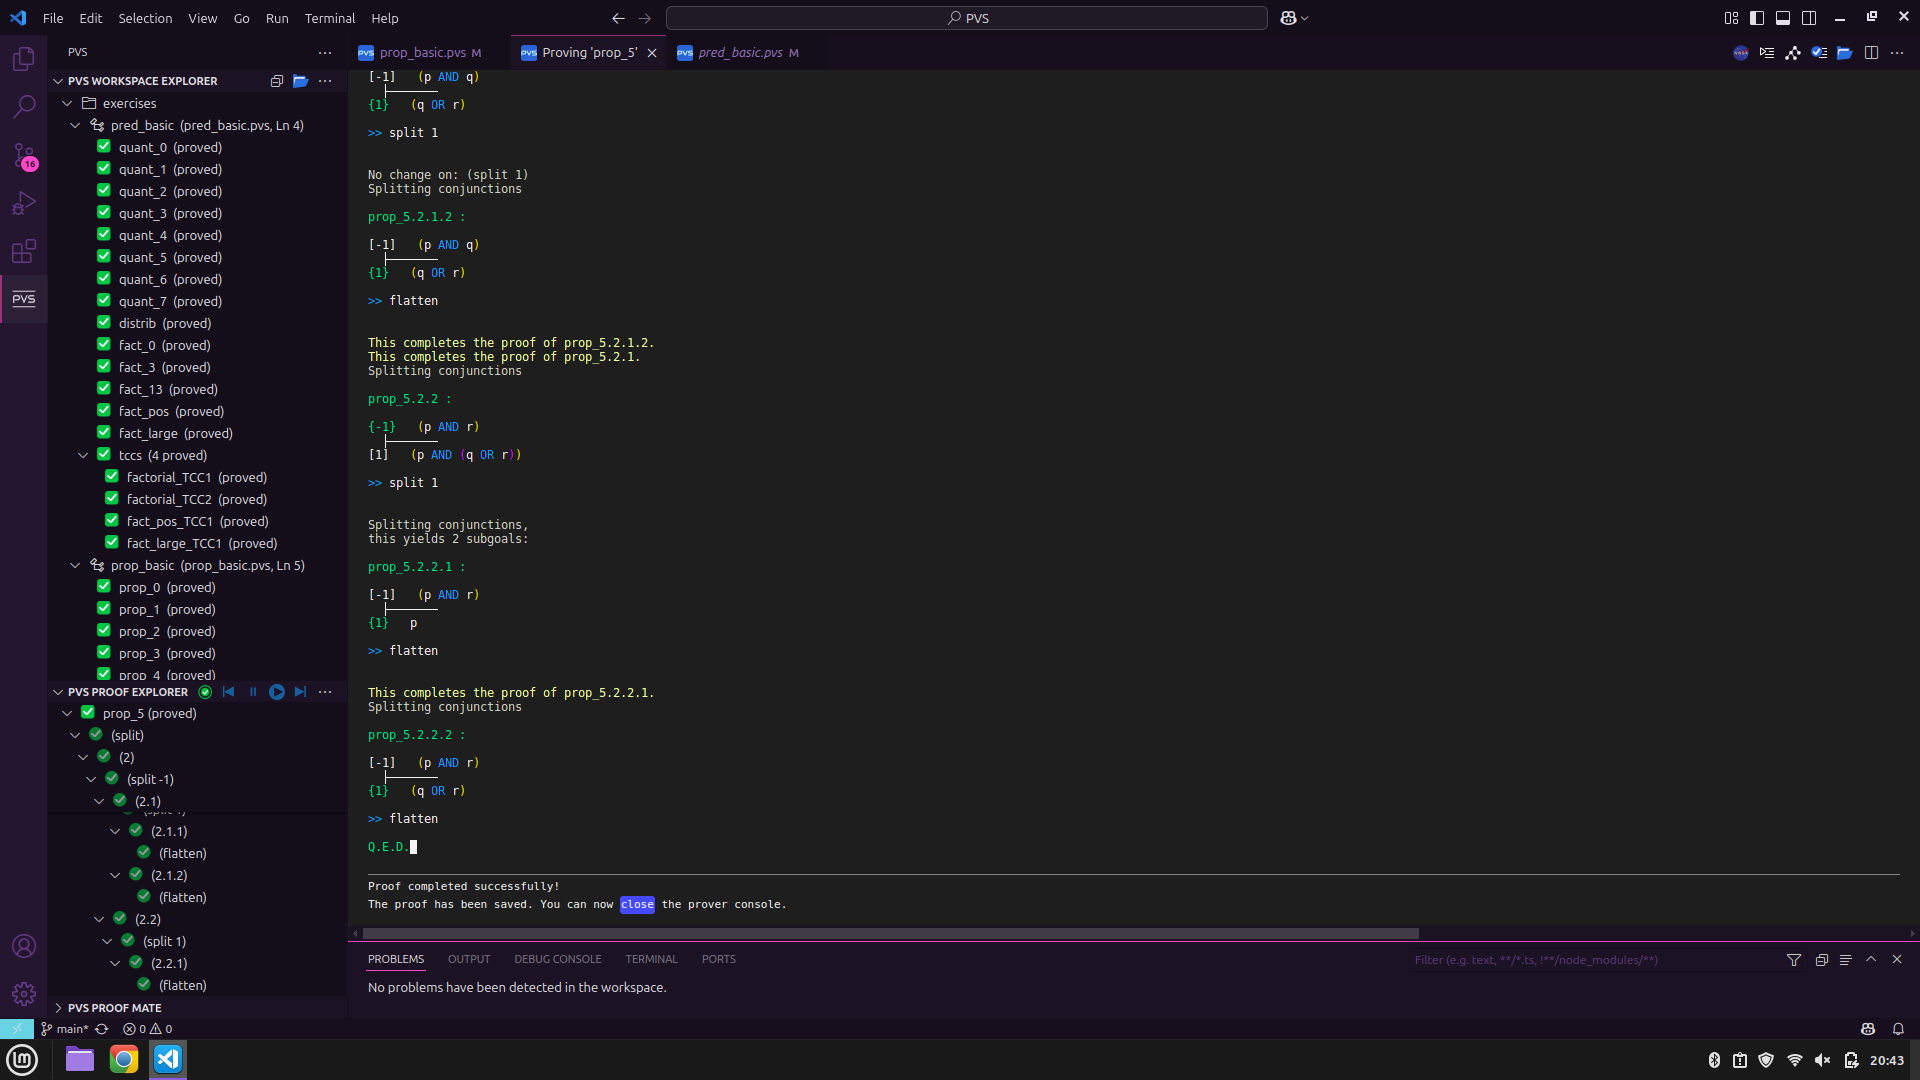 File Edit Selection View Go Run Terminal Help
PVS
PVS
prop_basic.pvs M
Proving 'prop_5'
pred_basic.pvs M
PVS WORKSPACE EXPLORER
exercises
pred_basic (pred_basic.pvs, Ln 4)
quant_0 (proved)
quant_1 (proved)
quant_2 (proved)
quant_3 (proved)
quant_4 (proved)
quant_5 (proved)
quant_6 (proved)
quant_7 (proved)
distrib (proved)
fact_0 (proved)
fact_3 (proved)
fact_13 (proved)
fact_pos (proved)
fact_large (proved)
tccs (4 proved)
factorial_TCC1 (proved)
factorial_TCC2 (proved)
fact_pos_TCC1 (proved)
fact_large_TCC1 (proved)
prop_basic (prop_basic.pvs, Ln 5)
prop_0 (proved)
prop_1 (proved)
prop_2 (proved)
prop_3 (proved)
prop_4 (proved)
16
PVS
PVS PROOF EXPLORER
prop_5 (proved)
(split)
(2)
(split -1)
(2.1)
(split 1)
(2.1.1)
(flatten)
(2.1.2)
(flatten)
(2.2)
(split 1)
(2.2.1)
(flatten)
PVS PROOF MATE
[-1] (p AND q)
{1} (q OR r)
>> split 1
No change on: (split 1)
Splitting conjunctions
prop_5.2.1.2 :
[-1] (p AND q)
{1} (q OR r)
>> flatten
This completes the proof of prop_5.2.1.2.
This completes the proof of prop_5.2.1.
Splitting conjunctions
prop_5.2.2 :
{-1} (p AND r)
[1] (p AND (q OR r))
>> split 1
Splitting conjunctions,
this yields 2 subgoals:
prop_5.2.2.1 :
[-1] (p AND r)
{1} p
>> flatten
This completes the proof of prop_5.2.2.1.
Splitting conjunctions
prop_5.2.2.2 :
[-1] (p AND r)
{1} (q OR r)
>> flatten
Q.E.D.
Proof completed successfully!
The proof has been saved. You can now close the prover console.
PROBLEMS OUTPUT DEBUG CONSOLE TERMINAL PORTS
Filter (e.g. text, **/*.ts, !**/node_modules/**)
No problems have been detected in the workspace.
main* 0 0
20:43